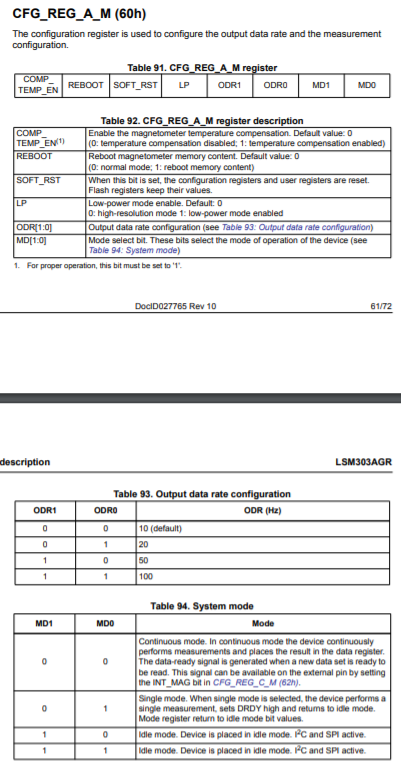 CFG_REG_A_M (60h)
The configuration register is used to configure the output data rate and the measurement
configuration.
Table 91. CFG_REG_A_M register
COMP_
TEMP_EN REBOOT SOFT_RST LP ODR1 ODR0 MD1 MD0
Table 92. CFG_REG_A_M register description
COMP_
TEMP_EN(1)
Enable the magnetometer temperature compensation. Default value: 0
(0: temperature compensation disabled; 1: temperature compensation enabled)
REBOOT Reboot magnetometer memory content. Default value: 0
(0: normal mode; 1: reboot memory content)
SOFT_RST When this bit is set, the configuration registers and user registers are reset.
Flash registers keep their values.
LP Low-power mode enable. Default: 0
0: high-resolution mode 1: low-power mode enabled
ODR[1:0] Output data rate configuration (see Table 93: Output data rate configuration)
MD[1:0] Mode select bit. These bits select the mode of operation of the device (see
Table 94: System mode)
1. For proper operation, this bit must be set to '1'.
DocID027765 Rev 10 61/72
description LSM303AGR
Table 93. Output data rate configuration
ODR1 ODR0 ODR (Hz)
0 0 10 (default)
0 1 20
1 0 50
1 1 100
Table 94. System mode
MD1 MD0 Mode
0 0 Continuous mode. In continuous mode the device continuously
performs measurements and places the result in the data register.
The data-ready signal is generated when a new data set is ready to
be read. This signal can be available on the external pin by setting
the INT_MAG bit in CFG_REG_C_M (62h).
0 1 Single mode. When single mode is selected, the device performs a
single measurement, sets DRDY high and returns to idle mode.
Mode register return to idle mode bit values.
1 0 Idle mode. Device is placed in idle mode. I²C and SPI active.
1 1 Idle mode. Device is placed in idle mode. I²C and SPI active.